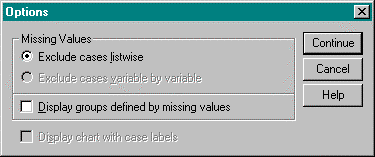 Options
Missing Values
Exclude cases listwise
Continue
Exclude cases variable by variable
Cancel
Display groups defined by missing values
Help
Display chart with case labels